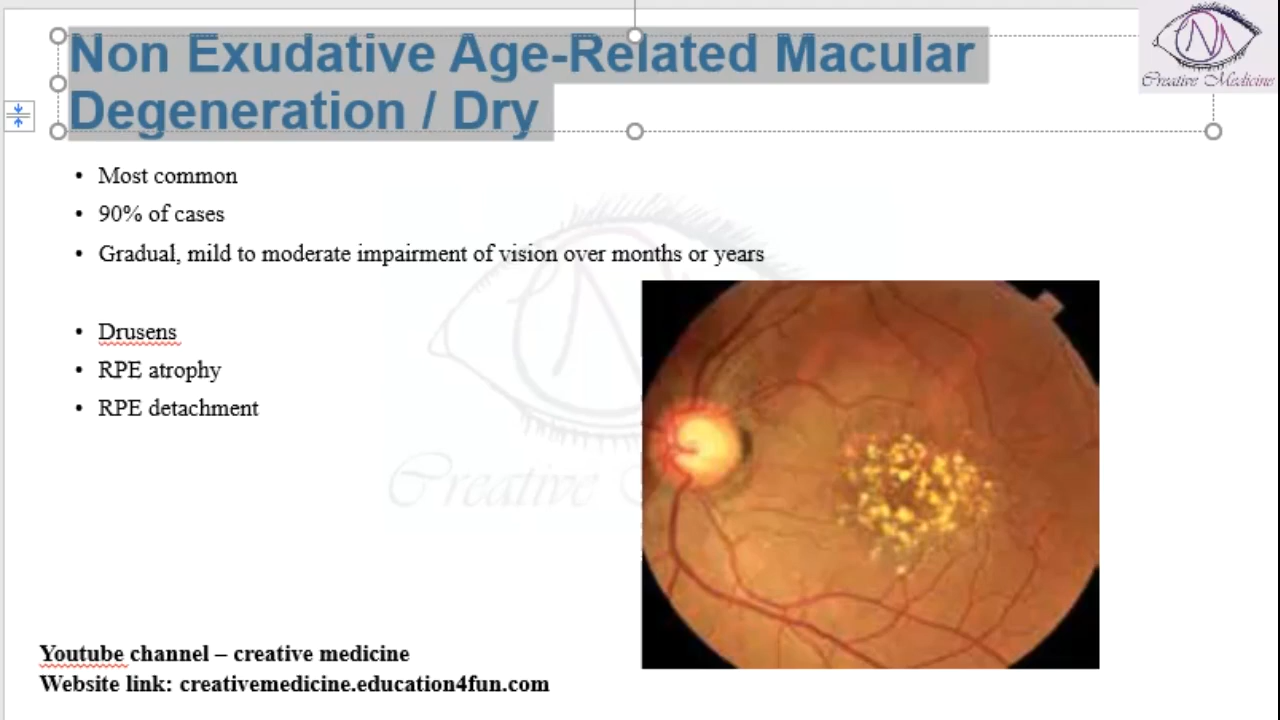 Non Exudative Age-Related Macular
Degeneration / Dry
Creative Medicine
• Most common
• 90% of cases
• Gradual, mild to moderate impairment of vision over months or years
• Drusens
• RPE atrophy
• RPE detachment
Creative
Youtube channel – creative medicine
Website link: creativemedicine.education4fun.com